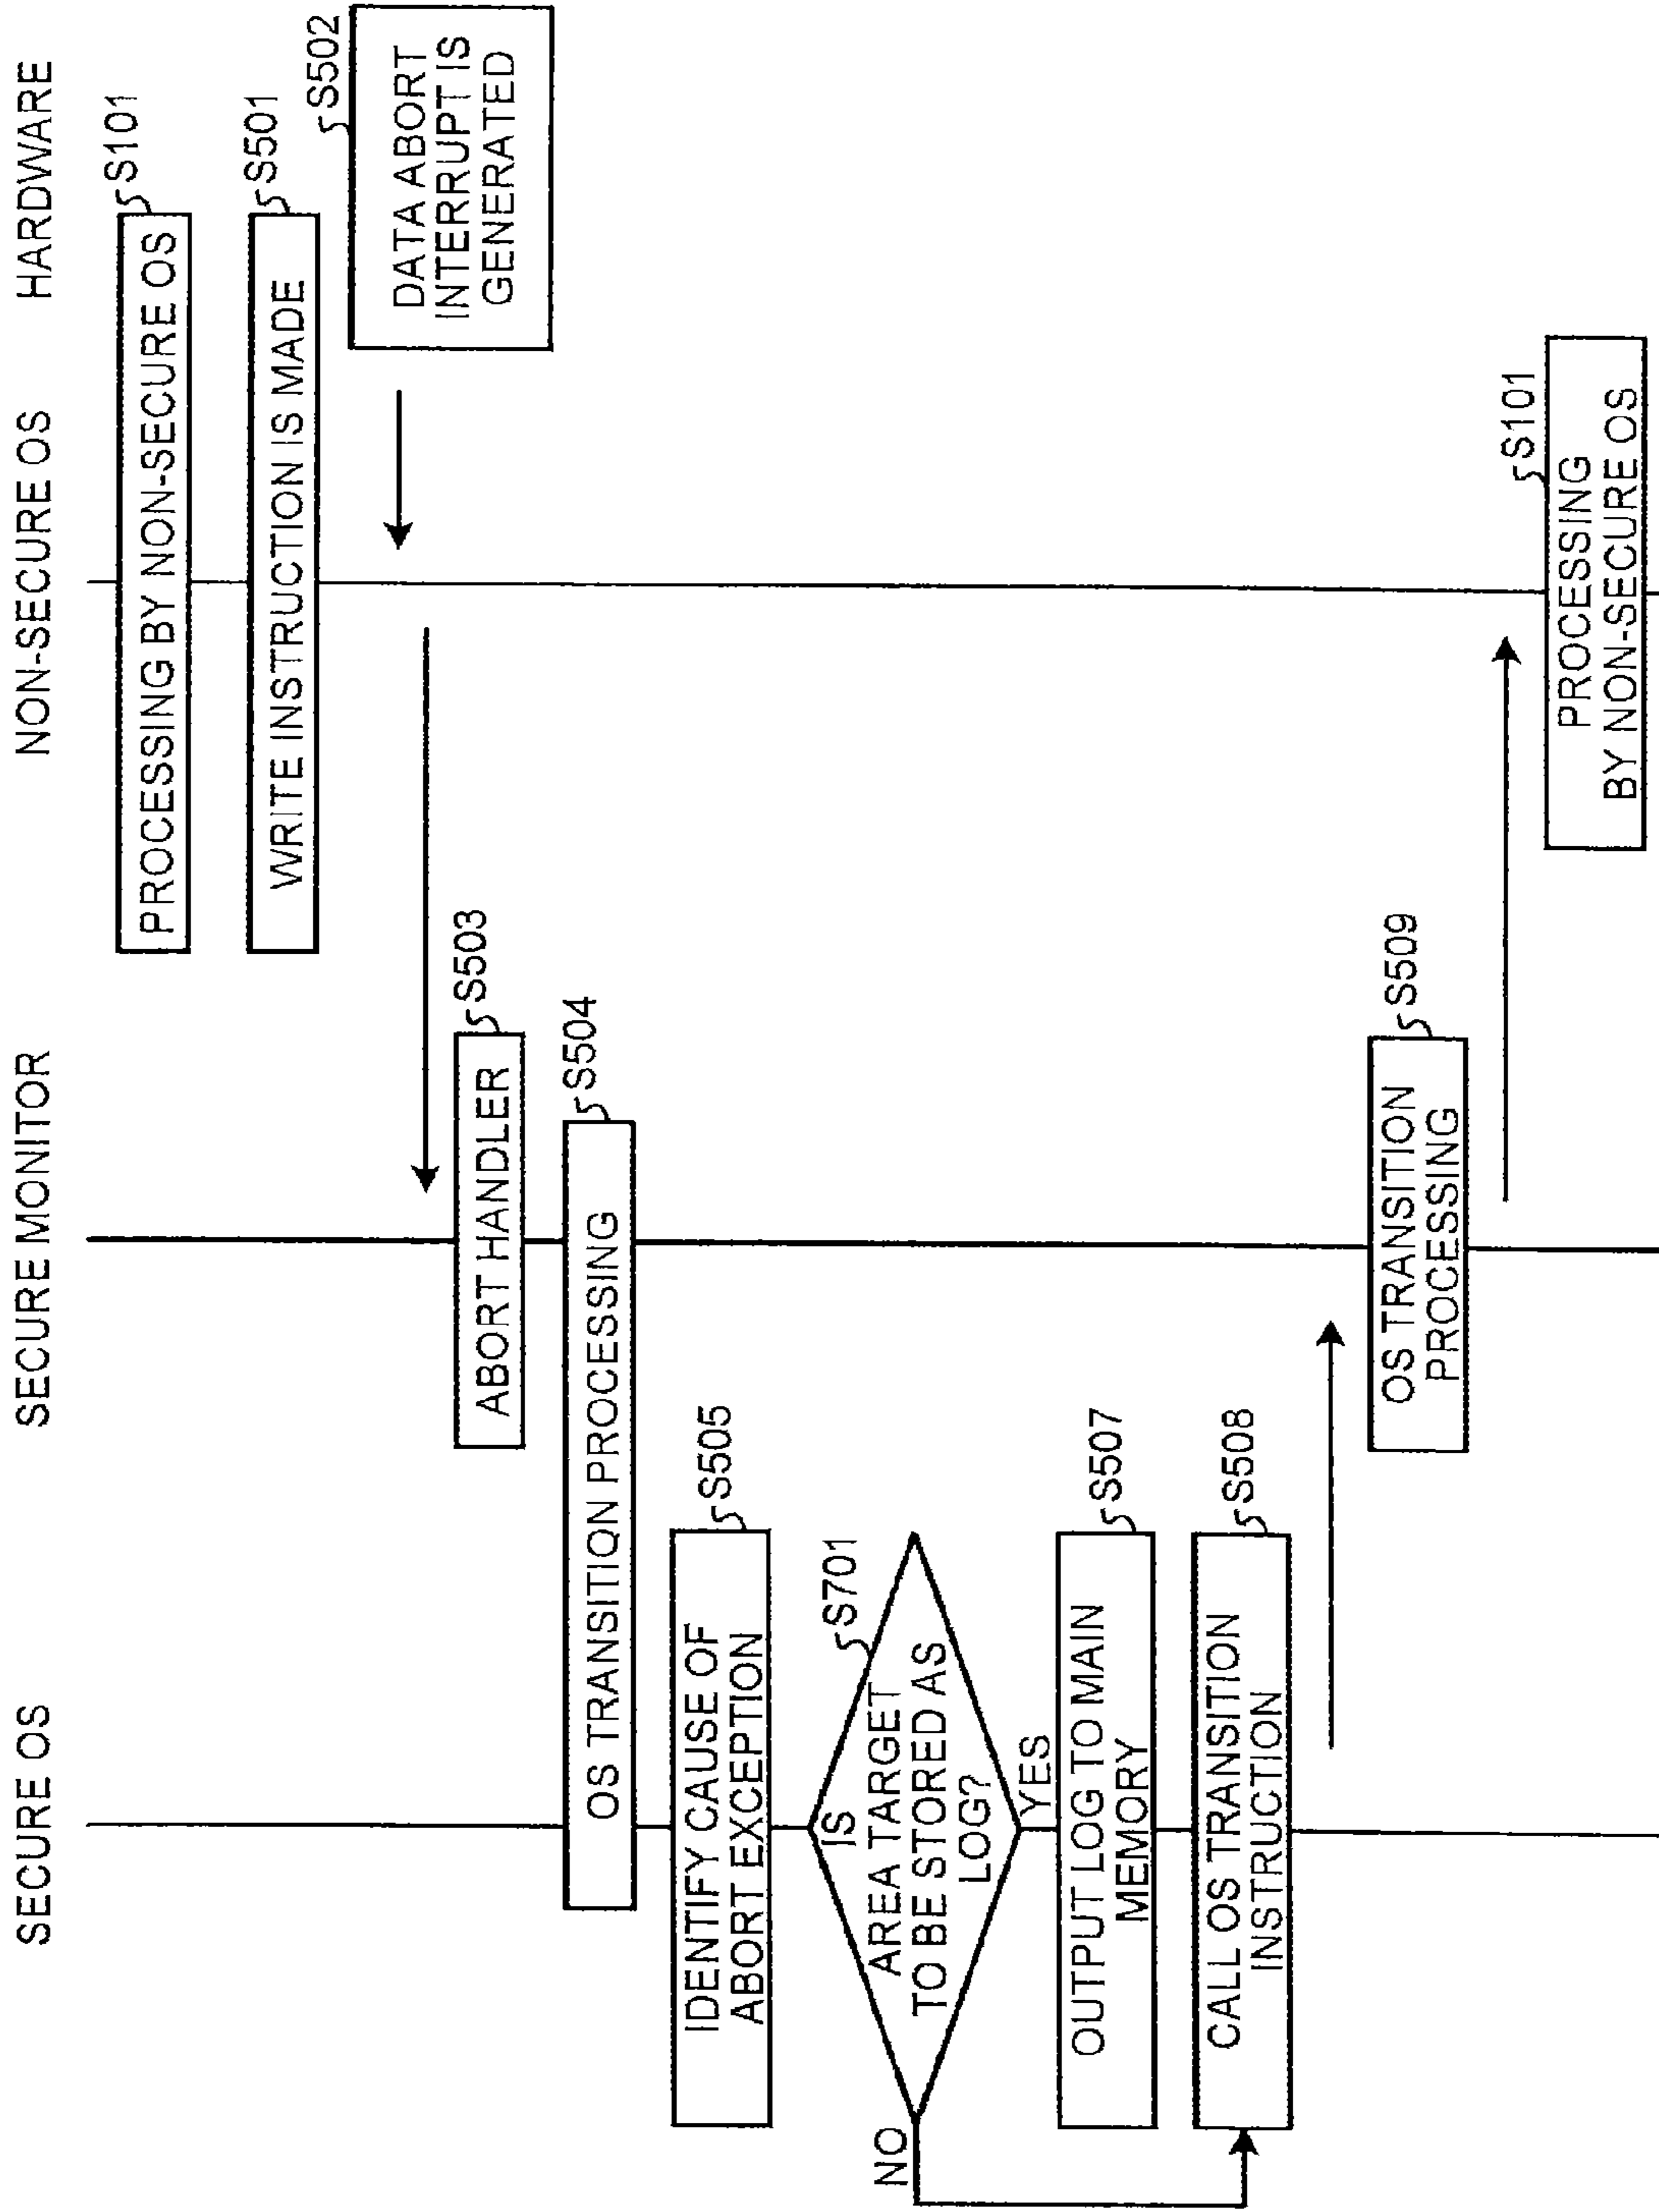 SECURE OS
SECURE MONITOR
NON-SECURE OS
HARDWARE
S101
PROCESSING BY NON-SECURE OS
S501
WRITE INSTRUCTION IS MADE
S502
DATA ABORT
INTERRUPT IS
GENERATED
S503
ABORT HANDLER
S504
OS TRANSITION PROCESSING
S505
IDENTIFY CAUSE OF
ABORT EXCEPTION
S701
IS
AREA TARGET
TO BE STORED AS
LOG?
NO
YES
S507
OUTPUT LOG TO MAIN
MEMORY
S508
CALL OS TRANSITION
INSTRUCTION
S509
OS TRANSITION
PROCESSING
S101
PROCESSING
BY NON-SECURE OS